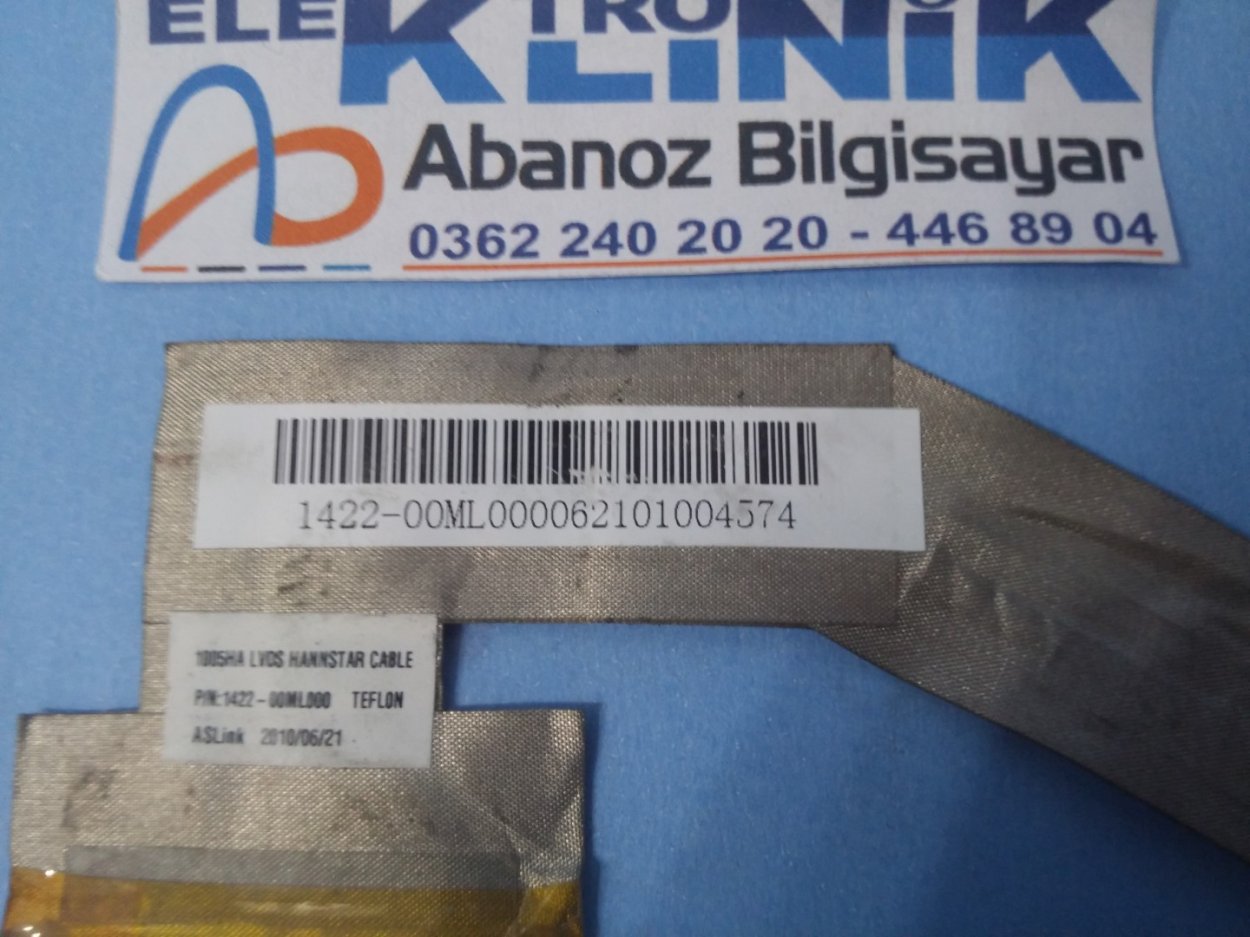 ELEKTRONİK
KLİNİK
Abanoz Bilgisayar
0362 240 20 20 - 446 89 04
1422-00ML000062101004574
1005HA LVDS HANNSTAR CABLE
P/N:1422-00ML000 TEFLON
ASLink 2010/06/21